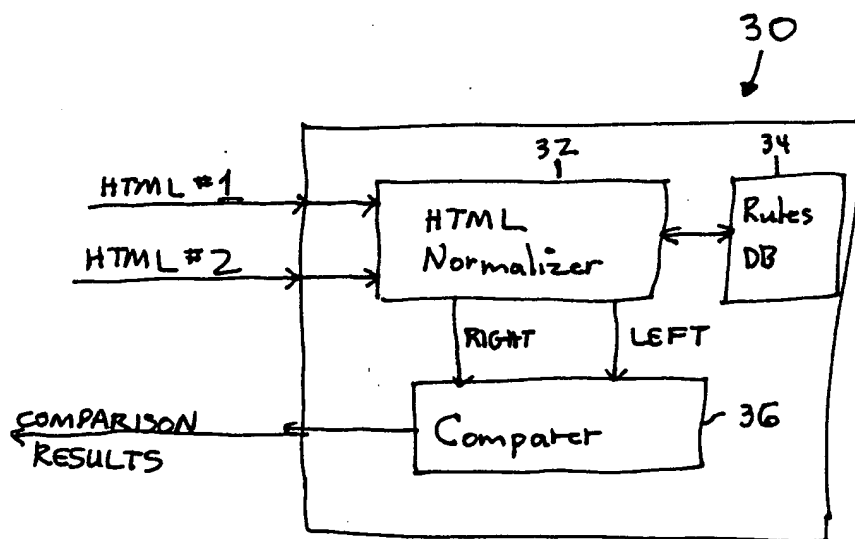 30
32
34
HTML #1
HTML
Normalizer
Rules
DB
HTML #2
RIGHT
LEFT
COMPARISON
RESULTS
Comparer
36